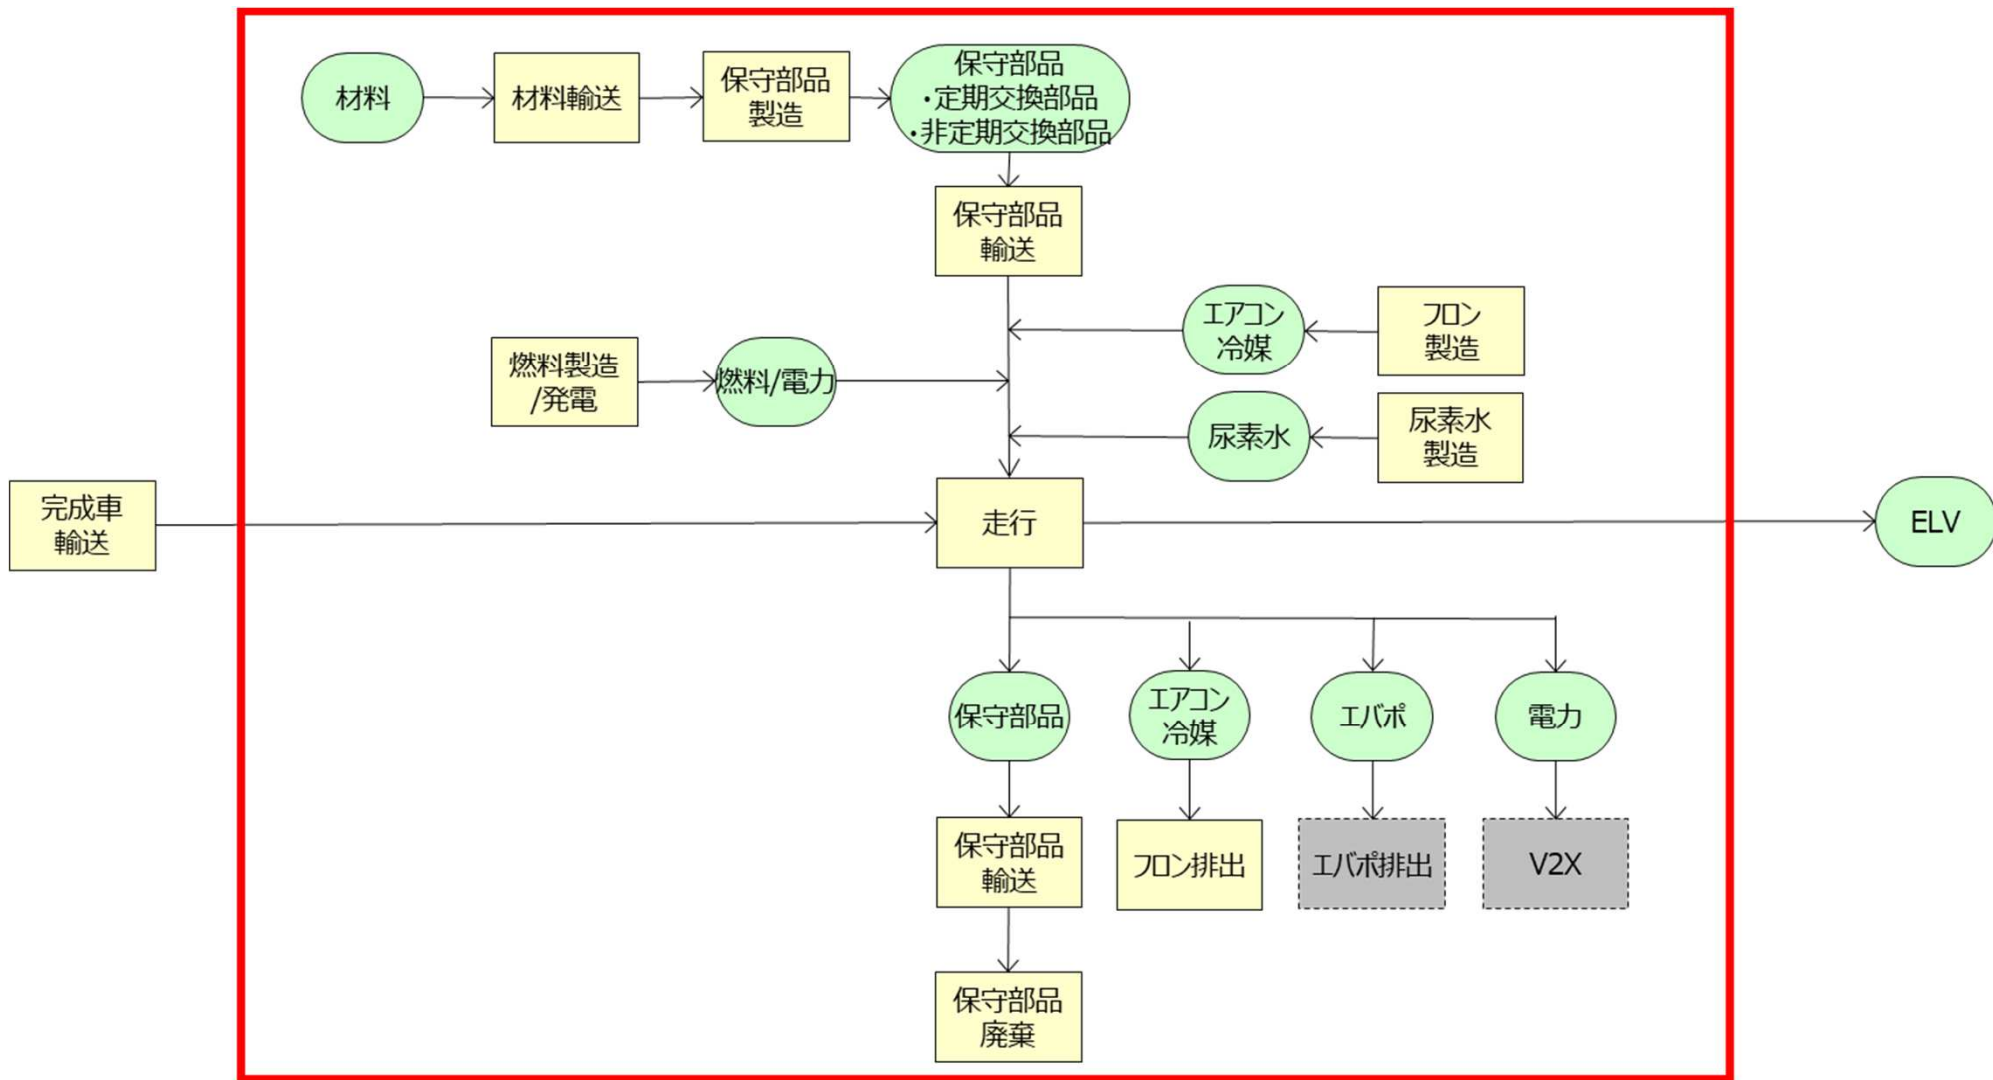 材料
材料輸送
保守部品
製造
保守部品
・定期交換部品
・非定期交換部品
保守部品
輸送
エアコン
冷媒
フロン
製造
燃料製造
/発電
燃料/電力
尿素水
尿素水
製造
完成車
輸送
走行
ELV
保守部品
エアコン
冷媒
エバポ
電力
保守部品
輸送
フロン排出
エバポ排出
V2X
保守部品
廃棄